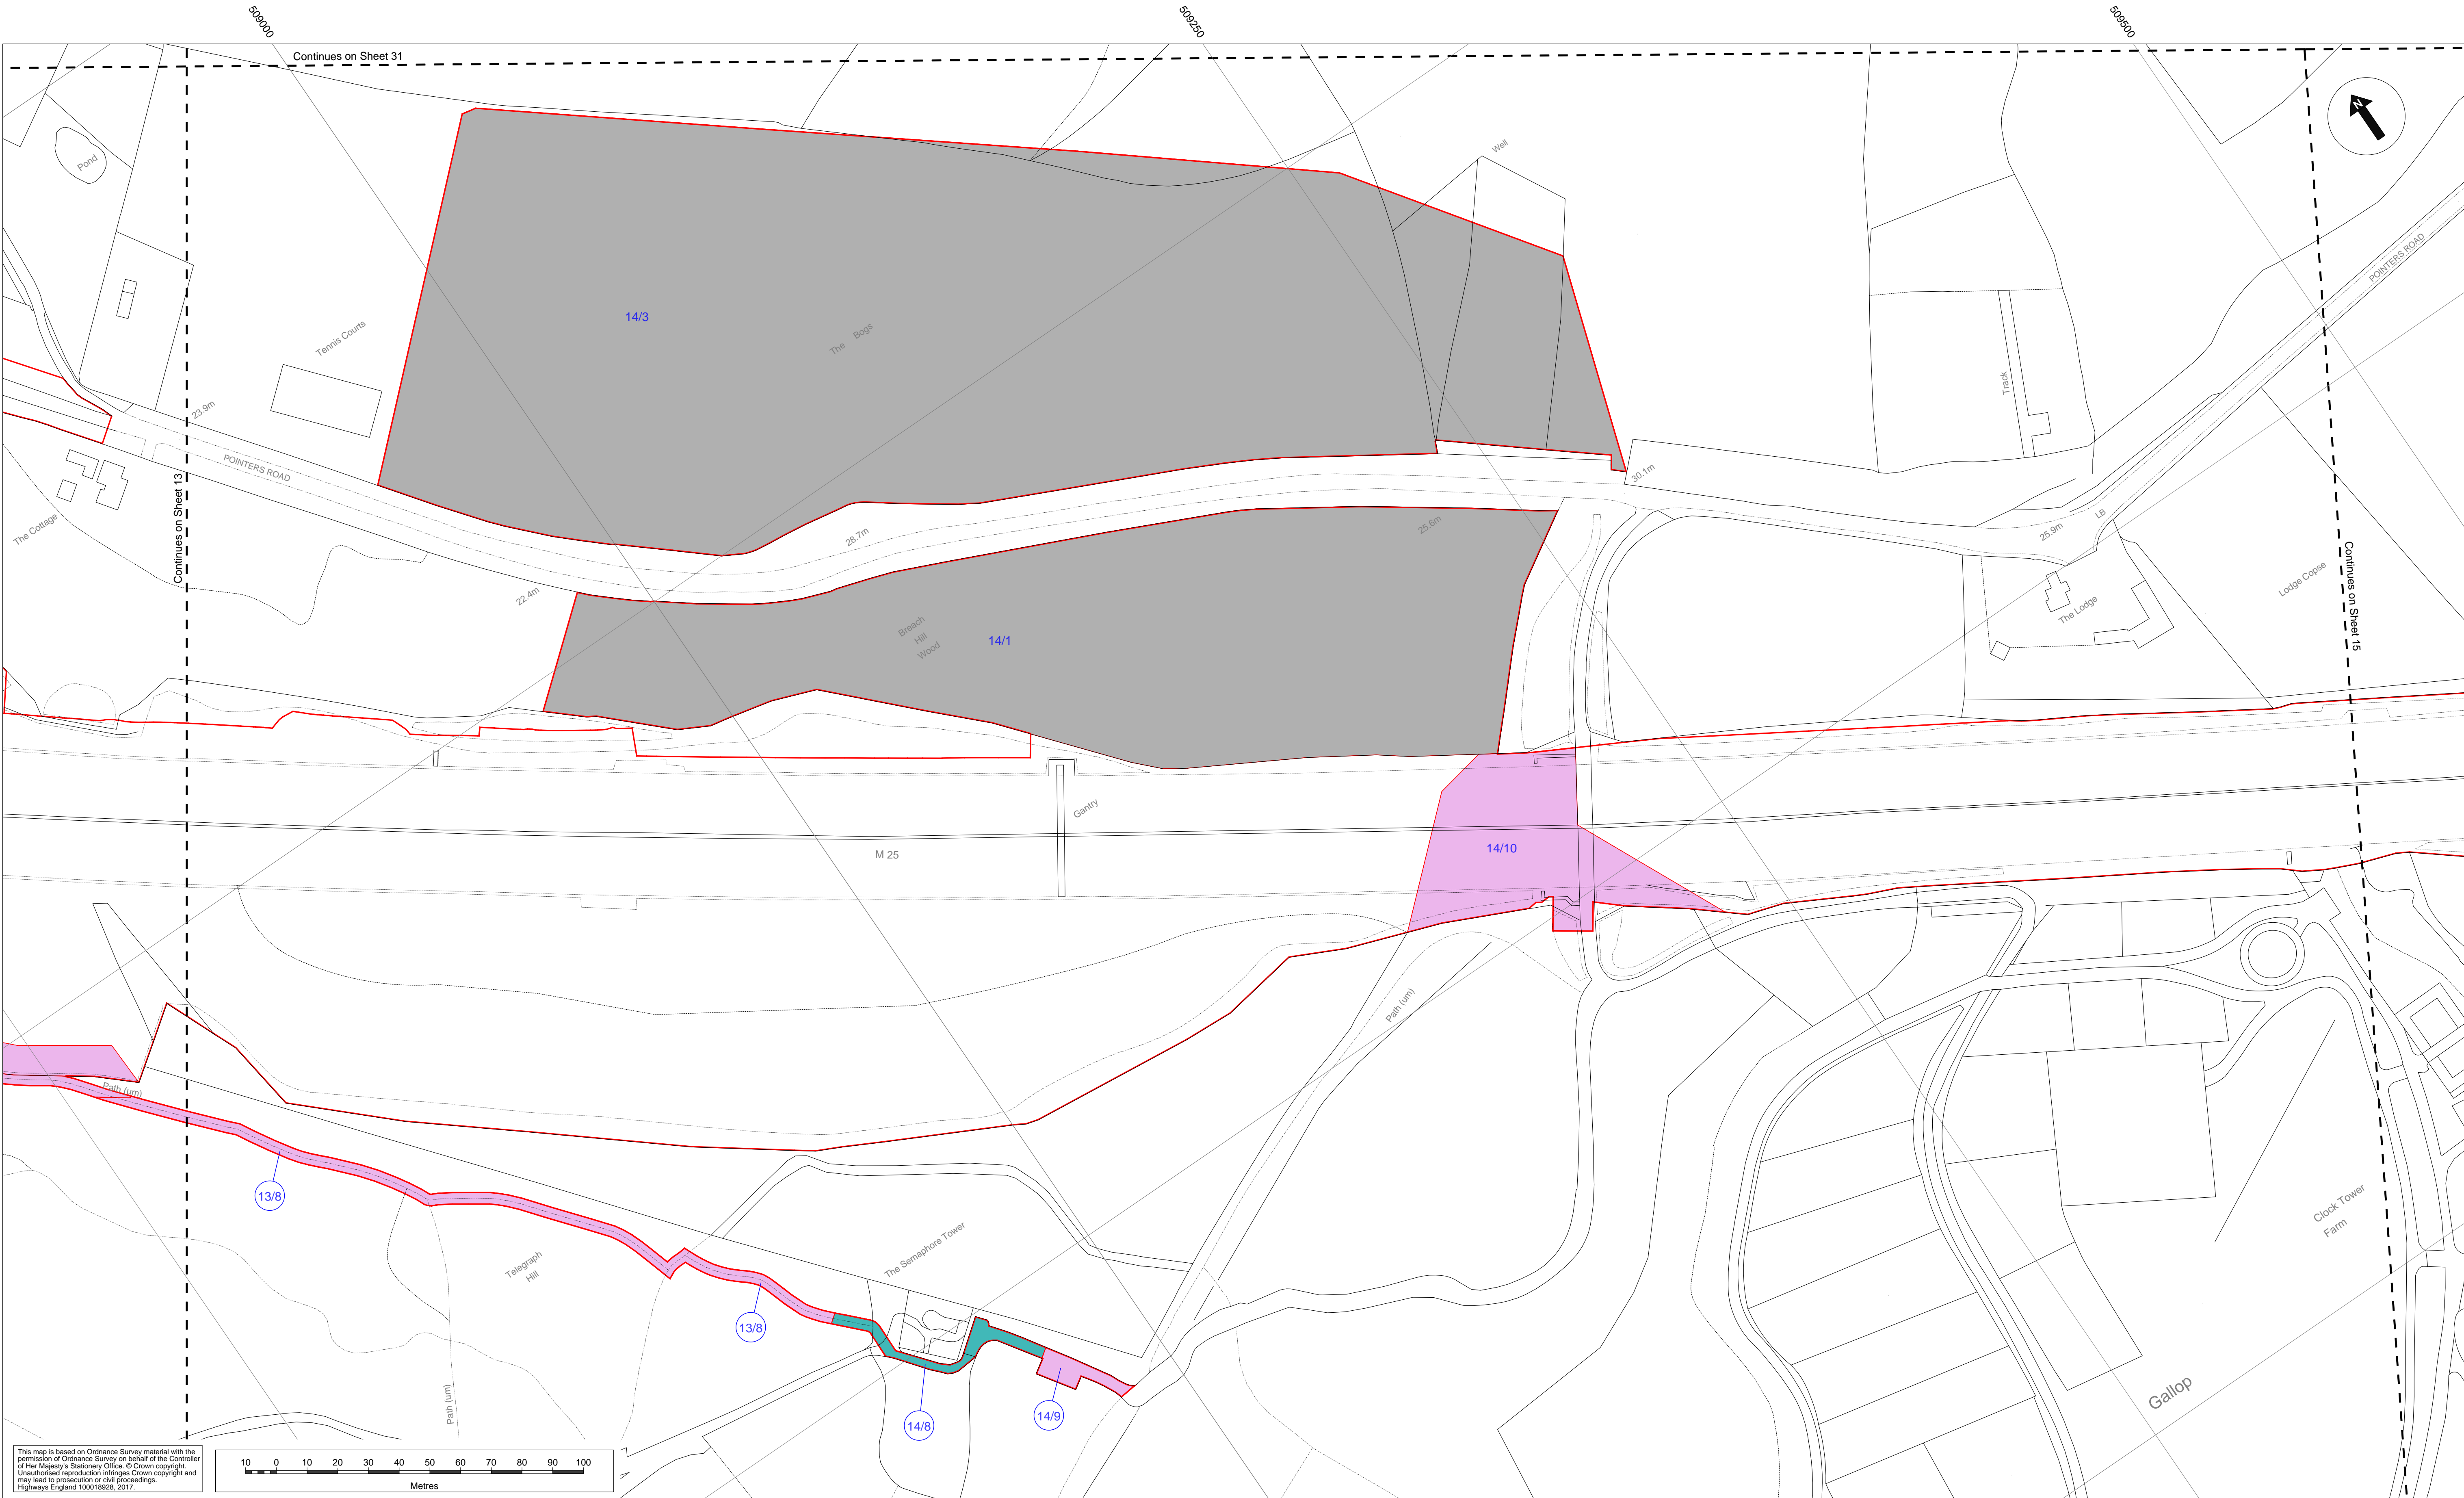 509000
509250
509500
Continues on Sheet 31
N
Pond
Well
Tennis Courts
14/3
The Bogs
POINTERS ROAD
Track
23.9m
POINTERS ROAD
Continues on Sheet 13
30.1m
The Cottage
28.7m
25.6m
25.9m
LB
Continues on Sheet 15
Lodge Copse
22.4m
Breach
Hill
Wood
14/1
The Lodge
Gantry
M 25
14/10
Path (um)
Path (um)
13/8
Telegraph
Hill
The Semaphore Tower
Clock Tower
Farm
13/8
14/8
14/9
Path (um)
Gallop
This map is based on Ordnance Survey material with the
permission of Ordnance Survey on behalf of the Controller
of Her Majesty's Stationery Office. © Crown copyright.
Unauthorised reproduction infringes Crown copyright and
may lead to prosecution or civil proceedings.
Highways England 100018928, 2017.
10 0 10 20 30 40 50 60 70 80 90 100
Metres